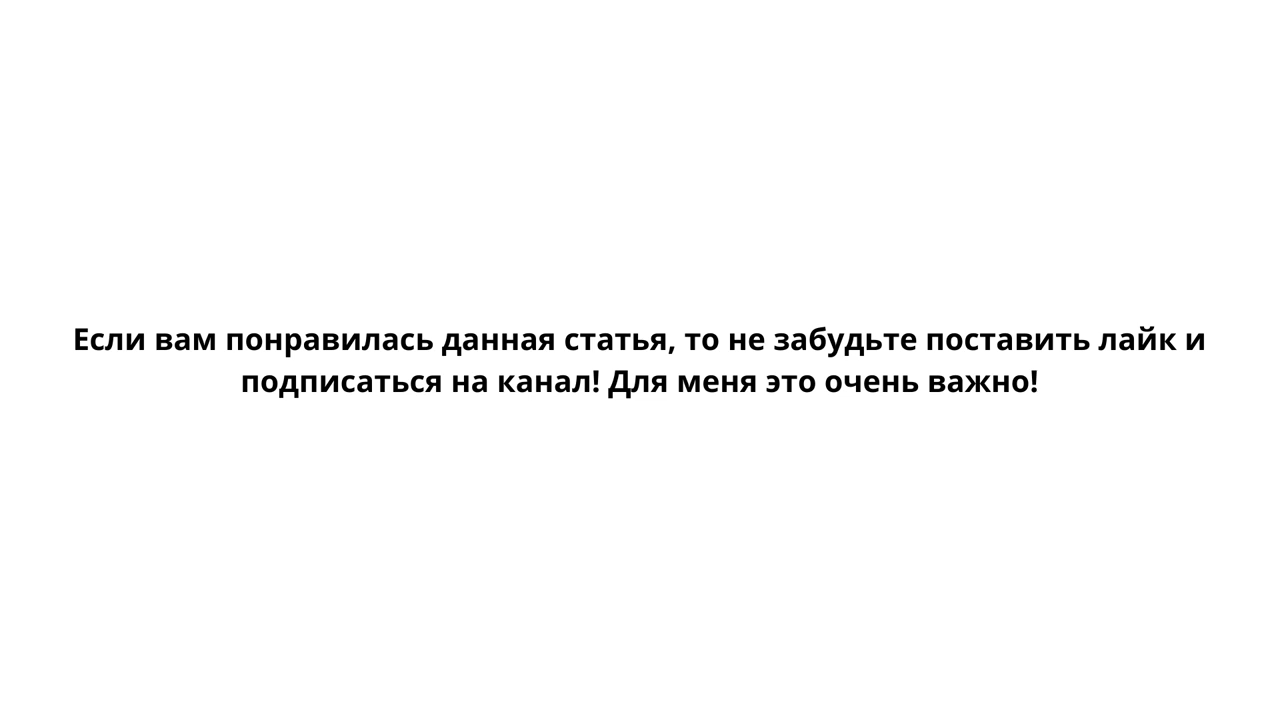 Если вам понравилась данная статья, то не забудьте поставить лайк и
подписаться на канал! Для меня это очень важно!